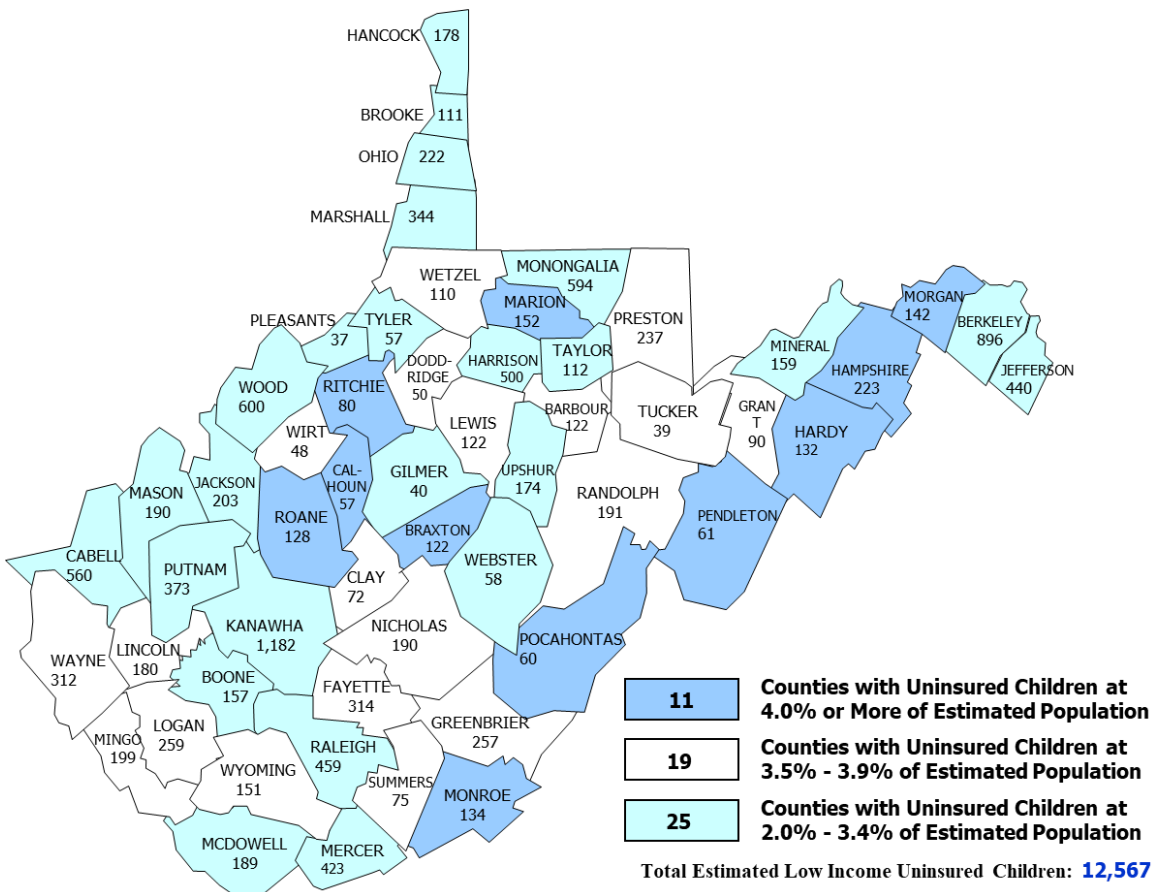 HANCOCK 178
BROOKE 111
OHIO 222
MARSHALL 344
WETZEL
110
MONONGALIA
594
MARION
152
PRESTON
237
MORGAN
142
BERKELEY
896
JEFFERSON
440
MINERAL
159
HAMPSHIRE
223
PLEASANTS
37
TYLER
57
DODD-
RIDGE
50
HARRISON
500
TAYLOR
112
WOOD
600
RITCHIE
80
WIRT
48
LEWIS
122
BARBOUR
122
TUCKER
39
GRAN
T
90
HARDY
132
CAL-
HOUN
57
GILMER
40
UPSHUR
174
RANDOLPH
191
PENDLETON
61
JACKSON
203
MASON
190
ROANE
128
BRAXTON
122
WEBSTER
58
CABELL
560
PUTNAM
373
CLAY
72
KANAWHA
1,182
NICHOLAS
190
POCAHONTAS
60
WAYNE
312
LINCOLN
180
BOONE
157
FAYETTE
314
GREENBRIER
257
MINGO
199
LOGAN
259
RALEIGH
459
WYOMING
151
SUMMERS
75
MONROE
134
MCDOWELL
189
MERCER
423
11 Counties with Uninsured Children at
4.0% or More of Estimated Population
19 Counties with Uninsured Children at
3.5% - 3.9% of Estimated Population
25 Counties with Uninsured Children at
2.0% - 3.4% of Estimated Population
Total Estimated Low Income Uninsured Children: 12,567